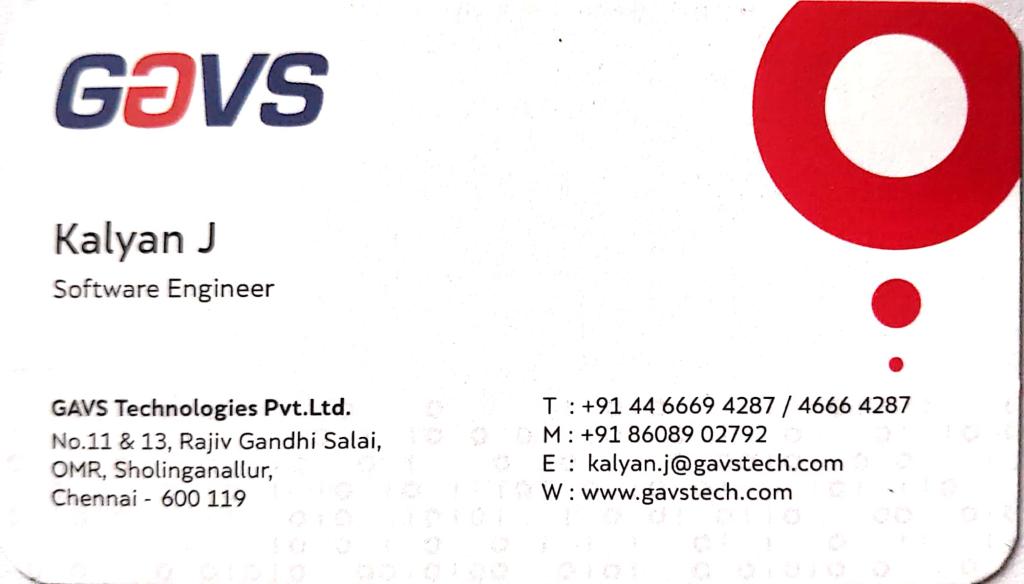 GAVS
Kalyan J
Software Engineer
GAVS Technologies Pvt.Ltd.
No.11 & 13, Rajiv Gandhi Salai,
OMR, Sholinganallur,
Chennai - 600 119
T : +91 44 6669 4287 / 4666 4287
M : +91 86089 02792
E : kalyan.j@gavstech.com
W : www.gavstech.com